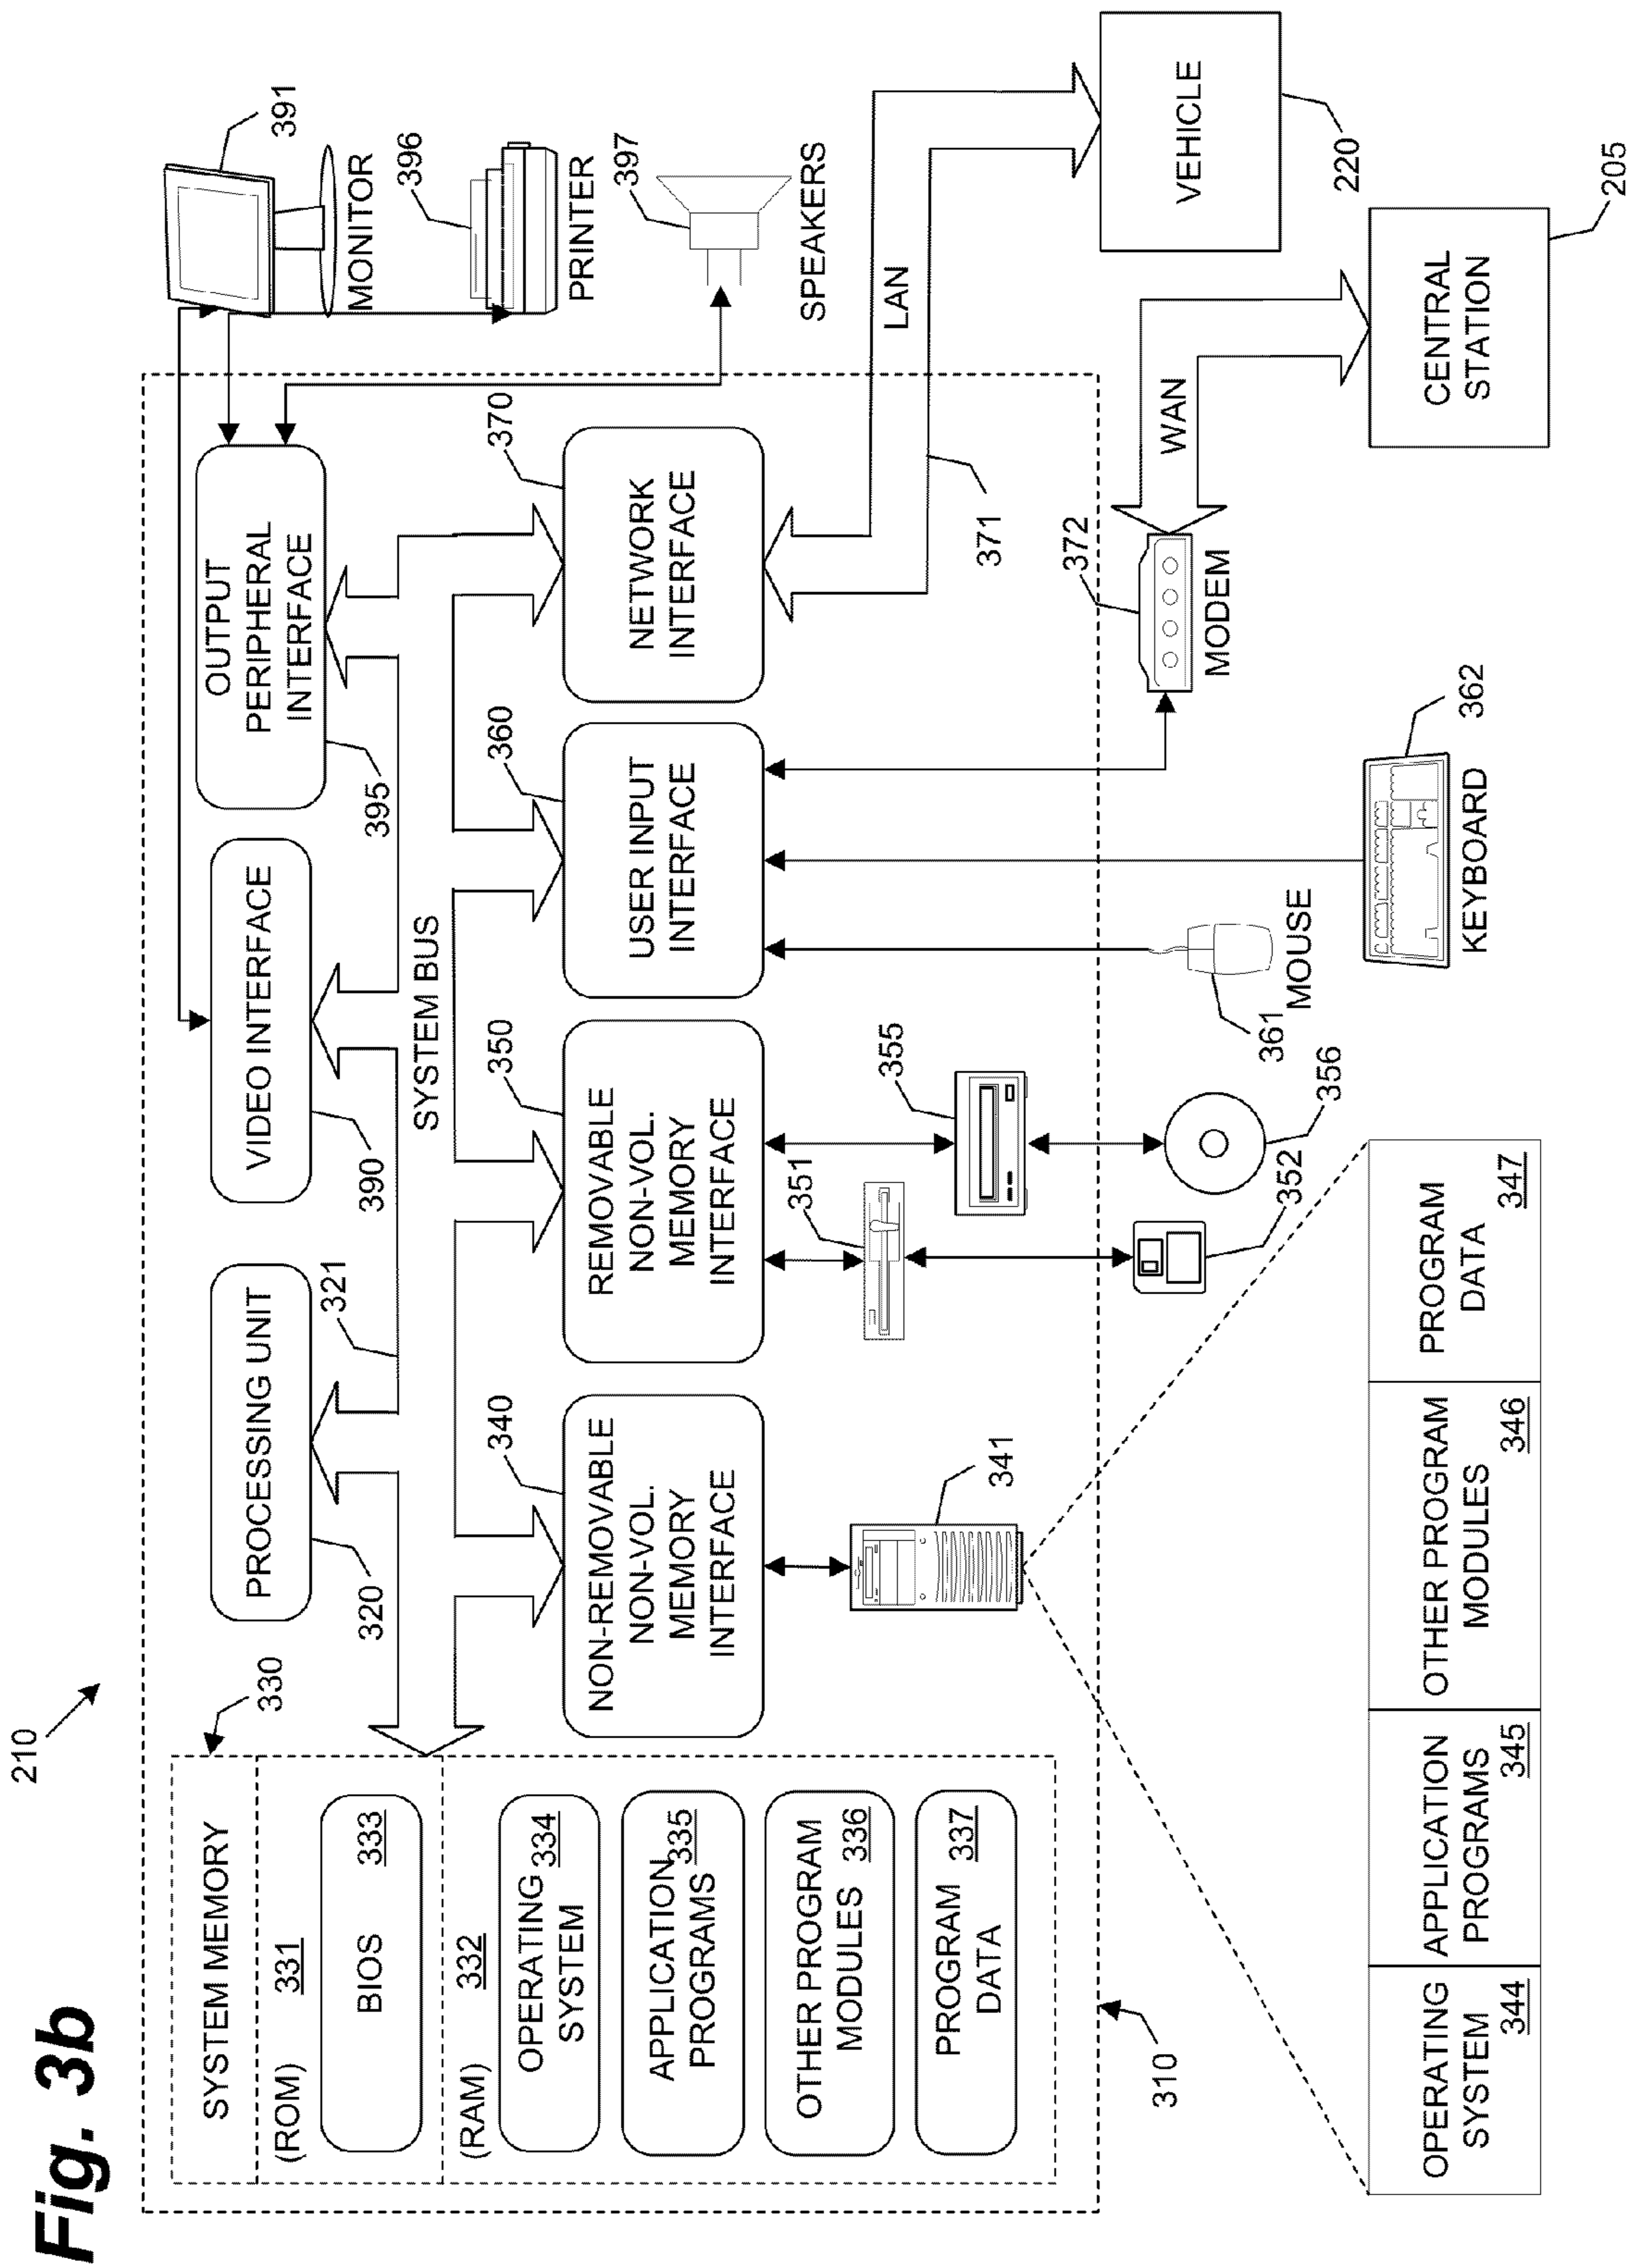 Fig. 3b
210
SYSTEM MEMORY
330
(ROM) 331
BIOS 333
(RAM) 332
OPERATING
SYSTEM
334
APPLICATION
PROGRAMS
335
OTHER PROGRAM
MODULES 336
PROGRAM
DATA
337
310
PROCESSING UNIT
320
321
VIDEO INTERFACE
390
OUTPUT
PERIPHERAL
INTERFACE
395
SYSTEM BUS
340
NON-REMOVABLE
NON-VOL.
MEMORY
INTERFACE
350
REMOVABLE
NON-VOL.
MEMORY
INTERFACE
360
USER INPUT
INTERFACE
370
NETWORK
INTERFACE
391
MONITOR
396
PRINTER
397
SPEAKERS
LAN
371
VEHICLE
220
WAN
CENTRAL
STATION
205
372
MODEM
341
351
355
352
356
361
MOUSE
362
KEYBOARD
OPERATING
SYSTEM
344
APPLICATION
PROGRAMS
345
OTHER PROGRAM
MODULES
346
PROGRAM
DATA
347